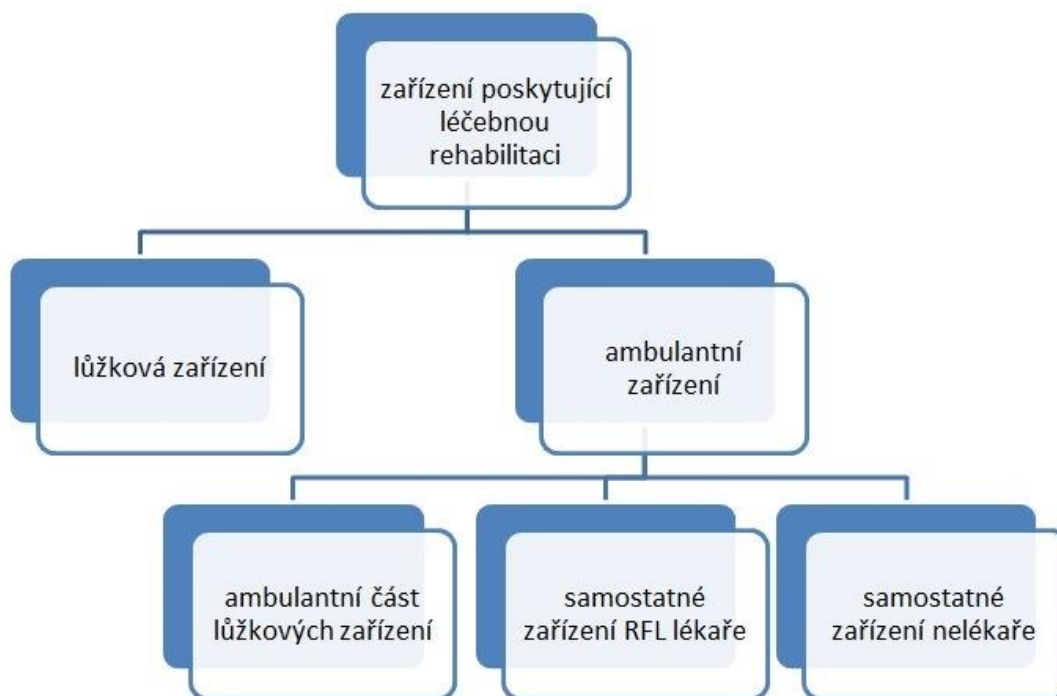 zařízení poskytující
léčebnou
rehabilitaci
lůžková zařízení
ambulantní
zařízení
ambulantní část
lůžkových zařízení
samostatné
zařízení RFL lékaře
samostatné
zařízení nelékaře